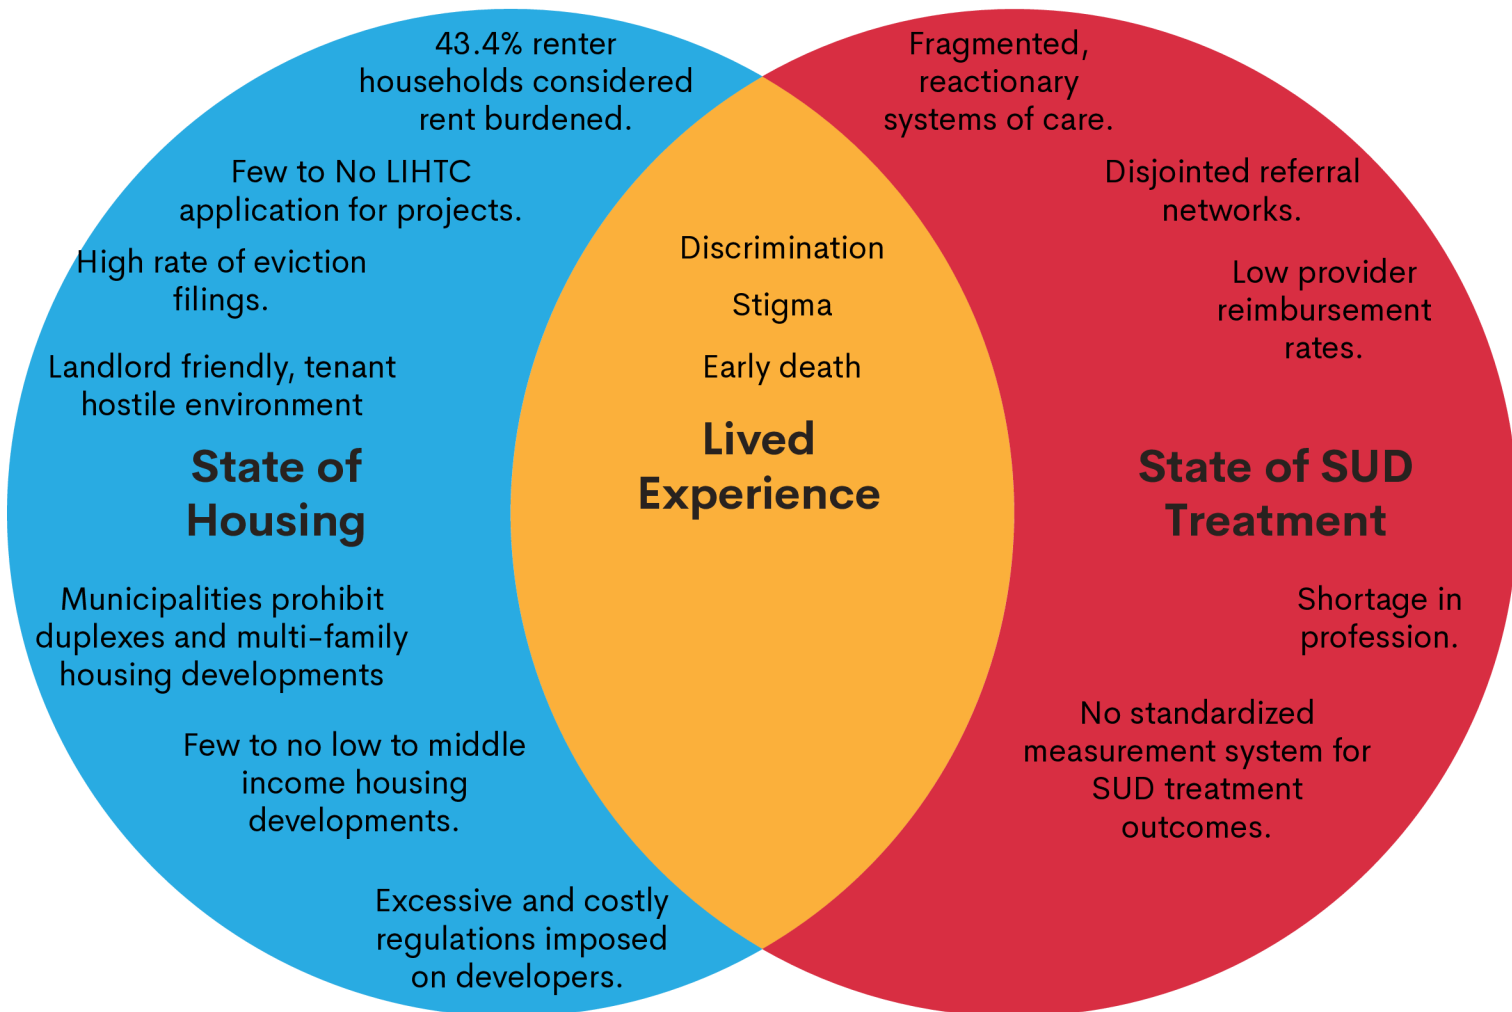 43.4% renter
households considered
rent burdened.
Few to No LIHTC
application for projects.
High rate of eviction
filings.
Landlord friendly, tenant
hostile environment
State of
Housing
Municipalities prohibit
duplexes and multi-family
housing developments
Few to no low to middle
income housing
developments.
Excessive and costly
regulations imposed
on developers.
Discrimination
Stigma
Early death
Lived
Experience
Fragmented,
reactionary
systems of care.
Disjointed referral
networks.
Low provider
reimbursement
rates.
State of SUD
Treatment
Shortage in
profession.
No standardized
measurement system for
SUD treatment
outcomes.